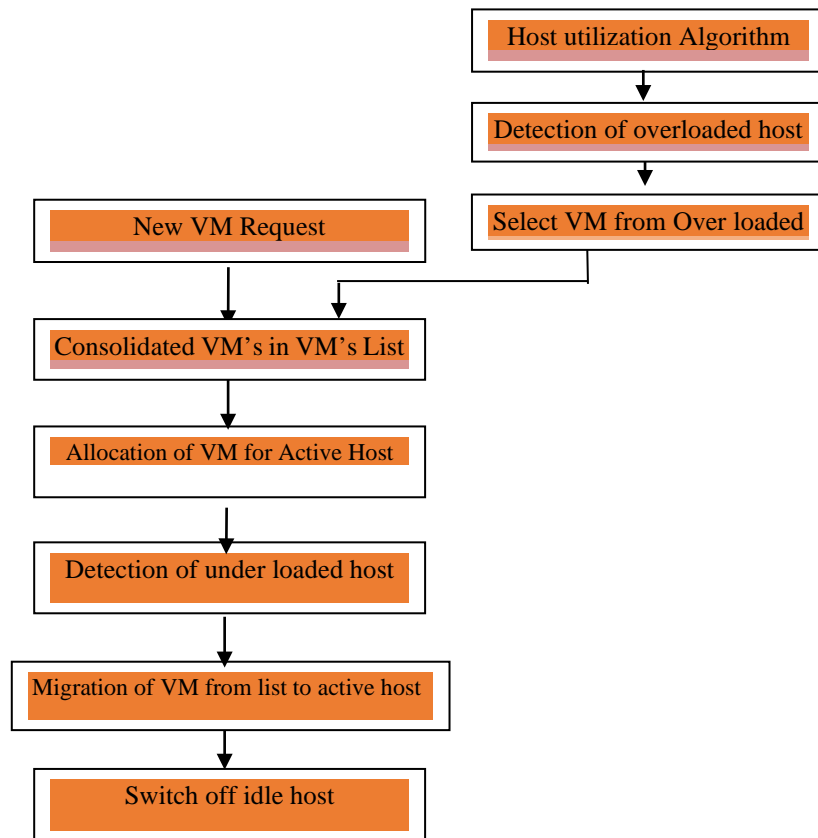 Host utilization Algorithm
Detection of overloaded host
Select VM from Over loaded
New VM Request
Consolidated VM’s in VM’s List
Allocation of VM for Active Host
Detection of under loaded host
Migration of VM from list to active host
Switch off idle host